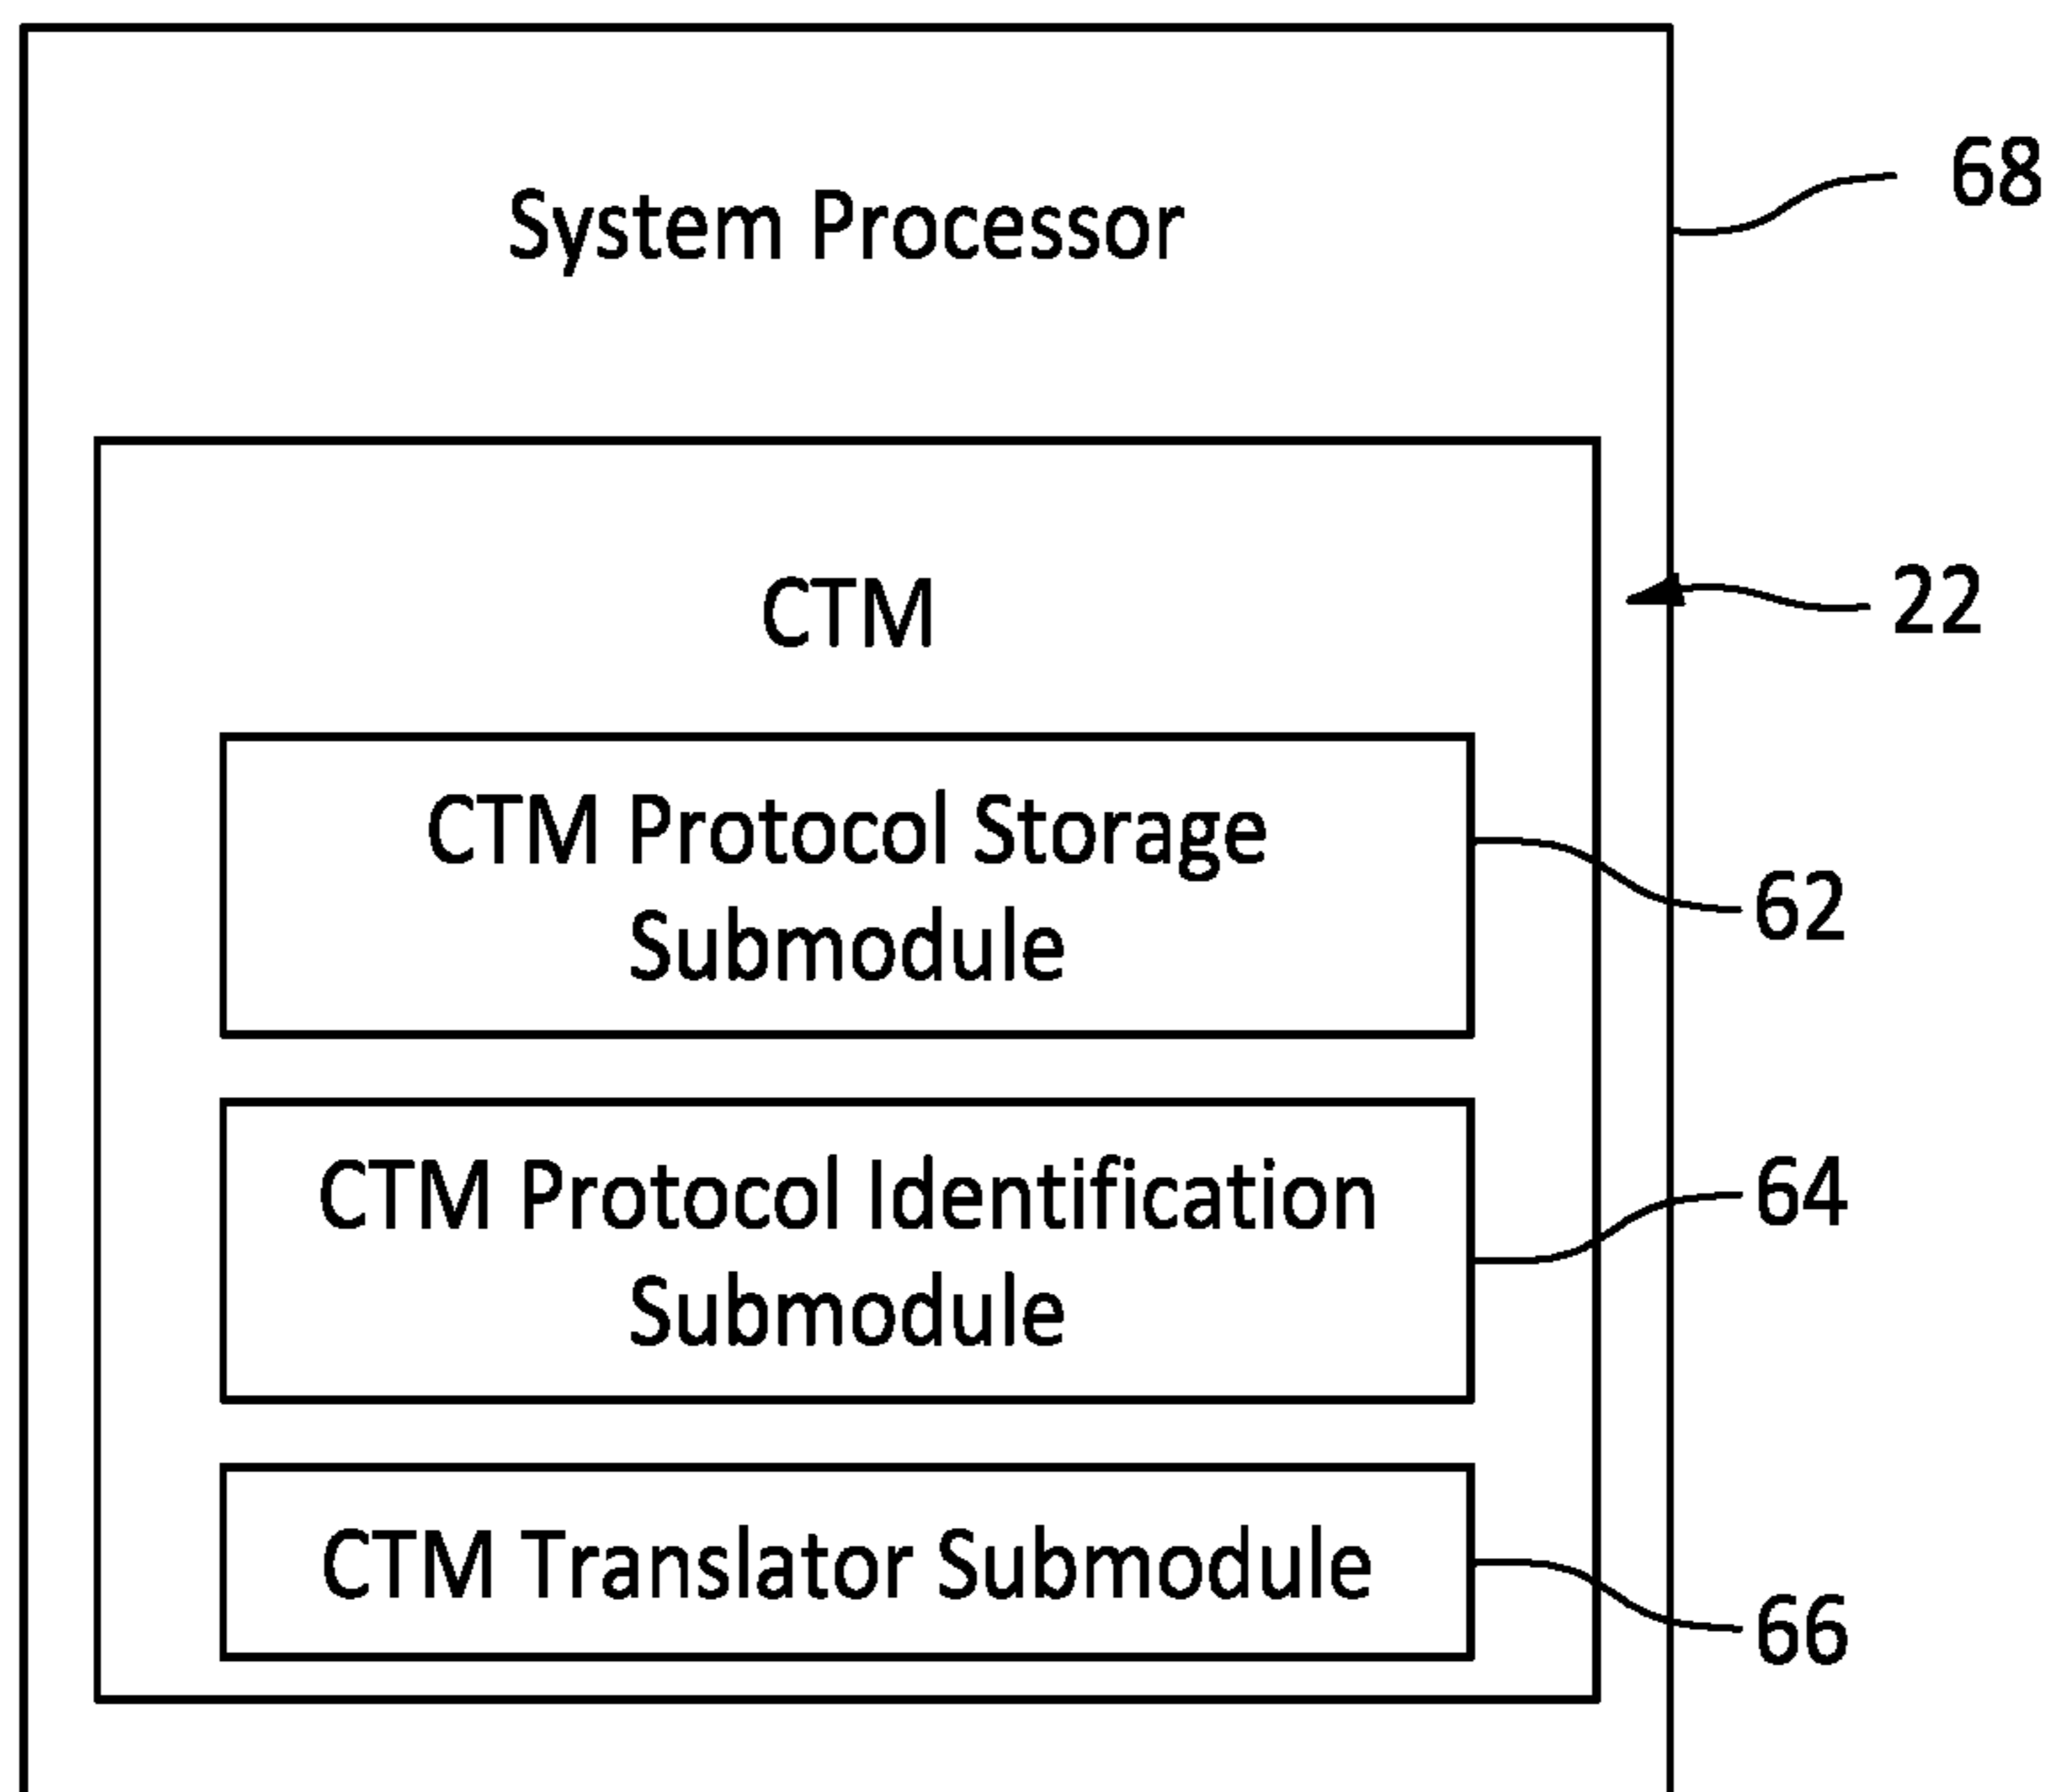 System Processor
68
CTM
22
CTM Protocol Storage
Submodule
62
CTM Protocol Identification
Submodule
64
CTM Translator Submodule
66